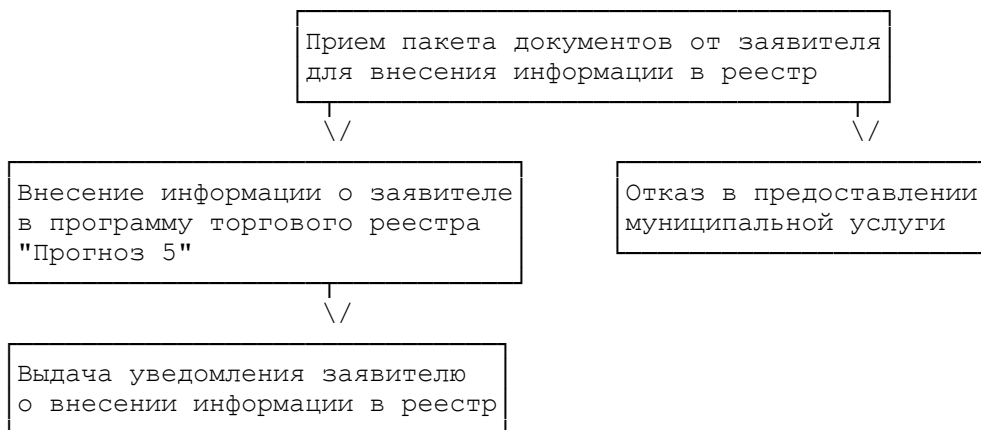 Прием пакета документов от заявителя
для внесения информации в реестр
Внесение информации о заявителе
в программу торгового реестра
"Прогноз 5"
Отказ в предоставлении
муниципальной услуги
Выдача уведомления заявителю
о внесении информации в реестр